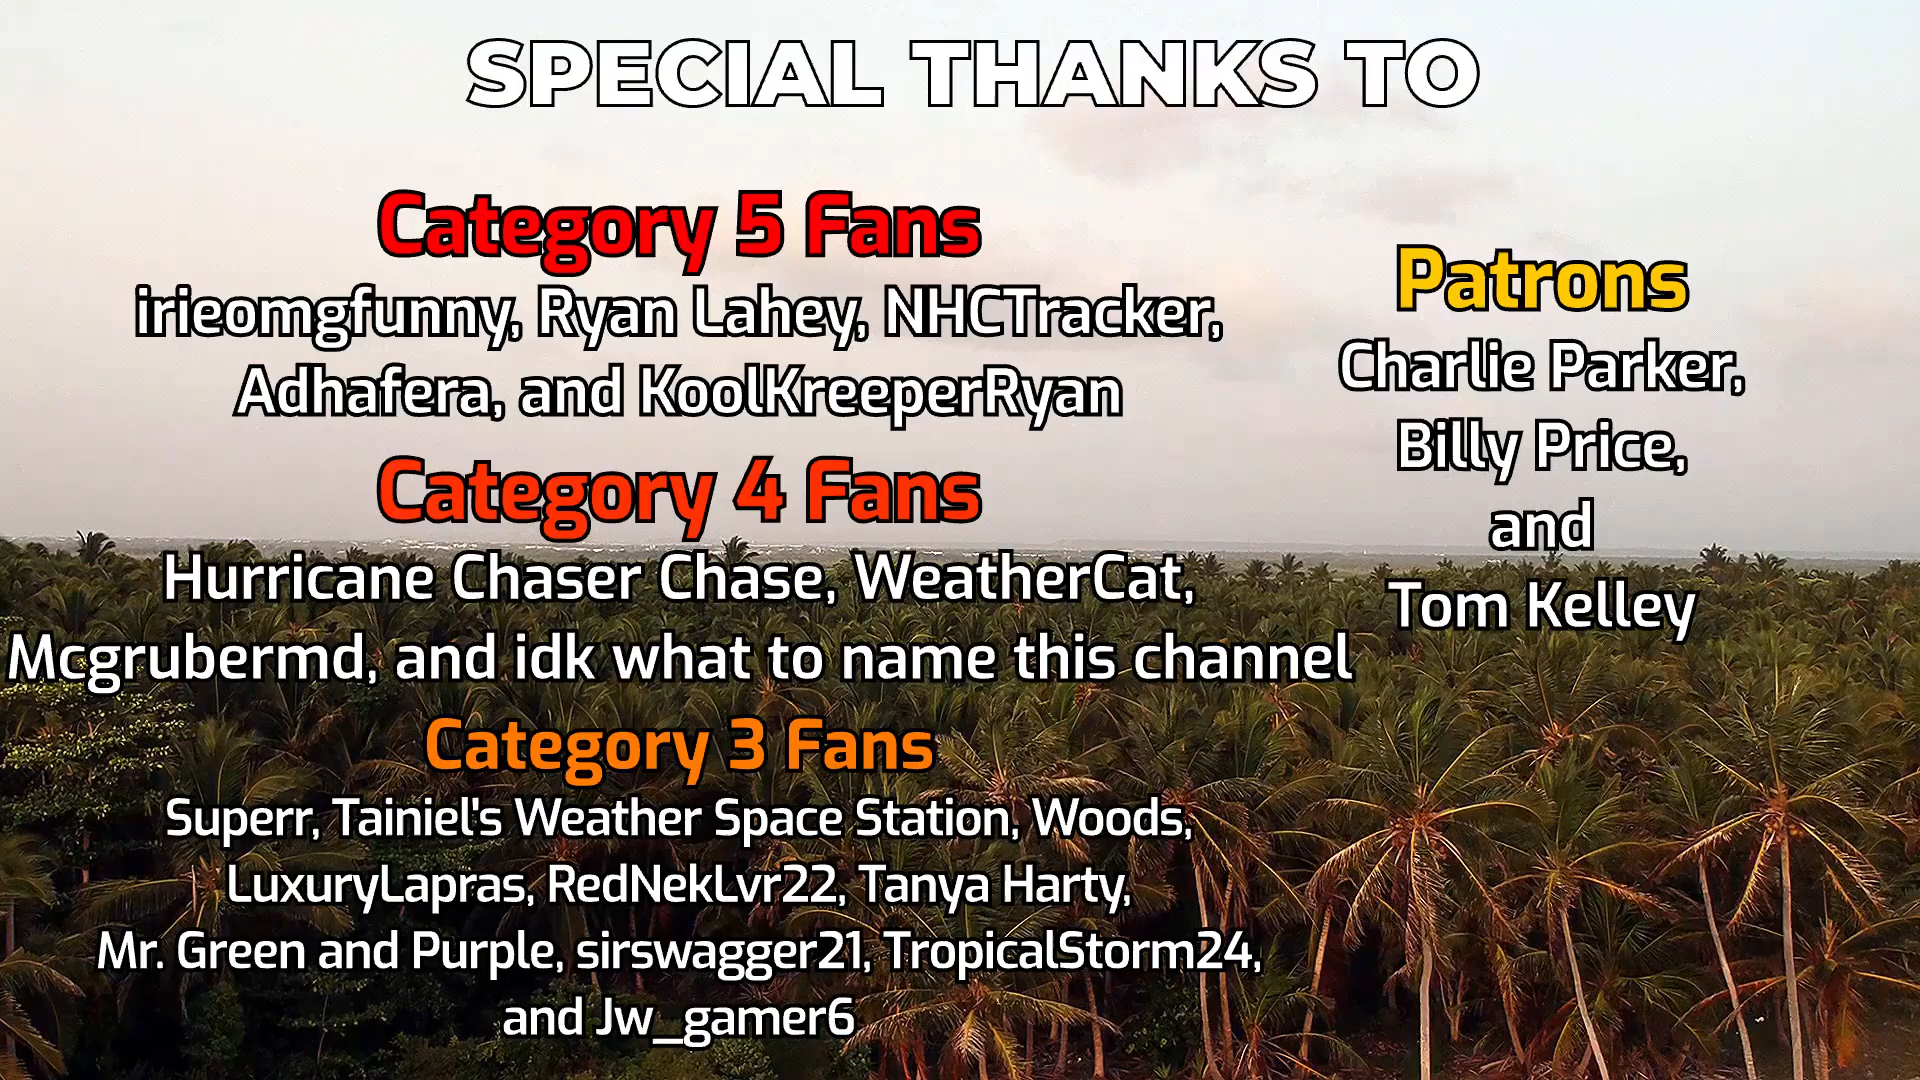 SPECIAL THANKS TO
Category 5 Fans
irieomgfunny, Ryan Lahey, NHCTracker,
Adhafera, and KoolKreeperRyan
Category 4 Fans
Hurricane Chaser Chase, WeatherCat,
Mcgrubermd, and idk what to name this channel
Category 3 Fans
Superr, Tainiel's Weather Space Station, Woods,
LuxuryLapras, RedNekLvr22, Tanya Harty,
Mr. Green and Purple, sirswagger21, TropicalStorm24,
and Jw_gamer6
Patrons
Charlie Parker,
Billy Price,
and
Tom Kelley